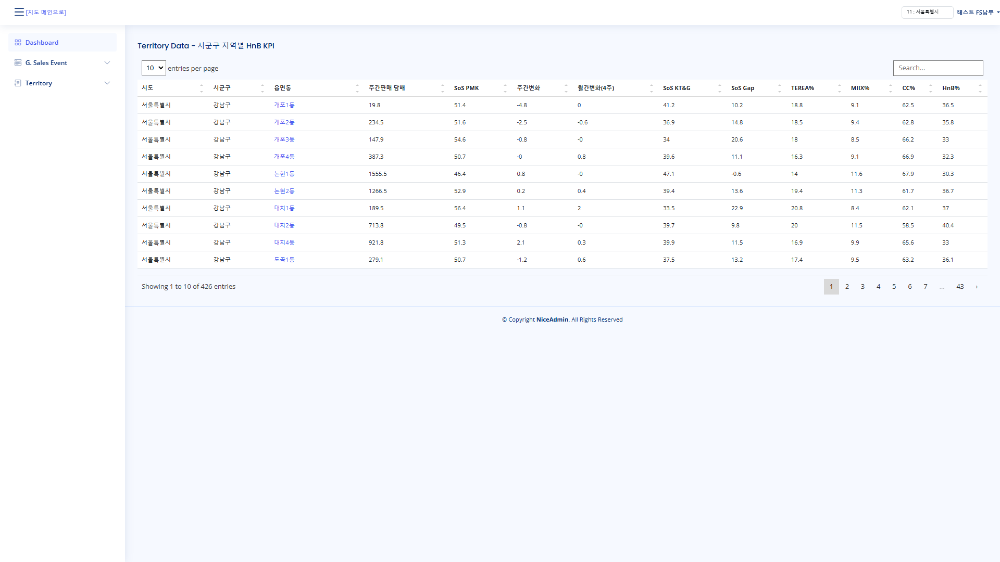 [지도 메인으로]
11 : 서울특별시
테스트 FS남부
Dashboard
G. Sales Event
Territory
Territory Data - 시군구 지역별 HnB KPI
10 entries per page
Search...
시도 시군구 읍면동 주간판매 담배 SoS PMK 주간변화 월간변화(4주) SoS KT&G SoS Gap TEREA% MIIX% CC% HnB%
서울특별시 강남구 개포1동 19.8 51.4 -4.8 0 41.2 10.2 18.8 9.1 62.5 36.5
서울특별시 강남구 개포2동 234.5 51.6 -2.5 -0.6 36.9 14.8 18.5 9.4 62.8 35.8
서울특별시 강남구 개포3동 147.9 54.6 -0.8 -0 34 20.6 18 8.5 66.2 33
서울특별시 강남구 개포4동 387.3 50.7 -0 0.8 39.6 11.1 16.3 9.1 66.9 32.3
서울특별시 강남구 논현1동 1555.5 46.4 0.8 -0 47.1 -0.6 14 11.6 67.9 30.3
서울특별시 강남구 논현2동 1266.5 52.9 0.2 0.4 39.4 13.6 19.4 11.3 61.7 36.7
서울특별시 강남구 대치1동 189.5 56.4 1.1 2 33.5 22.9 20.8 8.4 62.1 37
서울특별시 강남구 대치2동 713.8 49.5 -0.8 -0 39.7 9.8 20 11.5 58.5 40.4
서울특별시 강남구 대치4동 921.8 51.3 2.1 0.3 39.9 11.5 16.9 9.9 65.6 33
서울특별시 강남구 도곡1동 279.1 50.7 -1.2 0.6 37.5 13.2 17.4 9.5 63.2 36.1
Showing 1 to 10 of 426 entries
1 2 3 4 5 6 7 … 43 ›
© Copyright NiceAdmin. All Rights Reserved